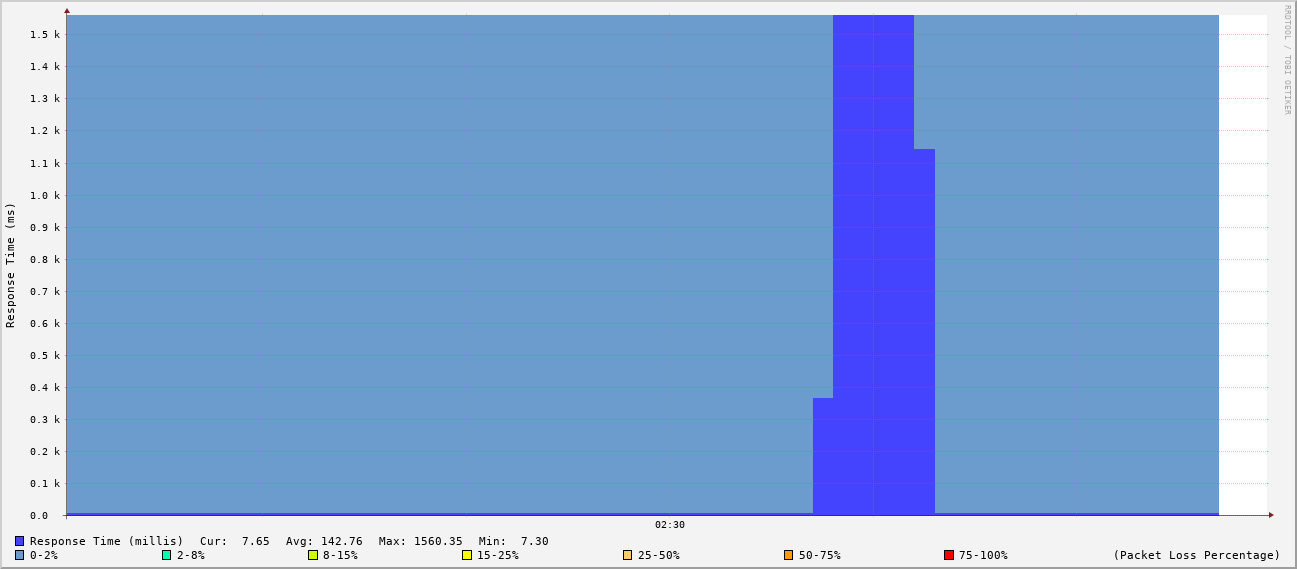 RRDTOOL / TOBI OETIKER
Response Time (ms)
1.5 k
1.4 k
1.3 k
1.2 k
1.1 k
1.0 k
0.9 k
0.8 k
0.7 k
0.6 k
0.5 k
0.4 k
0.3 k
0.2 k
0.1 k
0.0
02:30
Response Time (millis) Cur: 7.65 Avg: 142.76 Max: 1560.35 Min: 7.30
0-2% 2-8% 8-15% 15-25% 25-50% 50-75% 75-100% (Packet Loss Percentage)